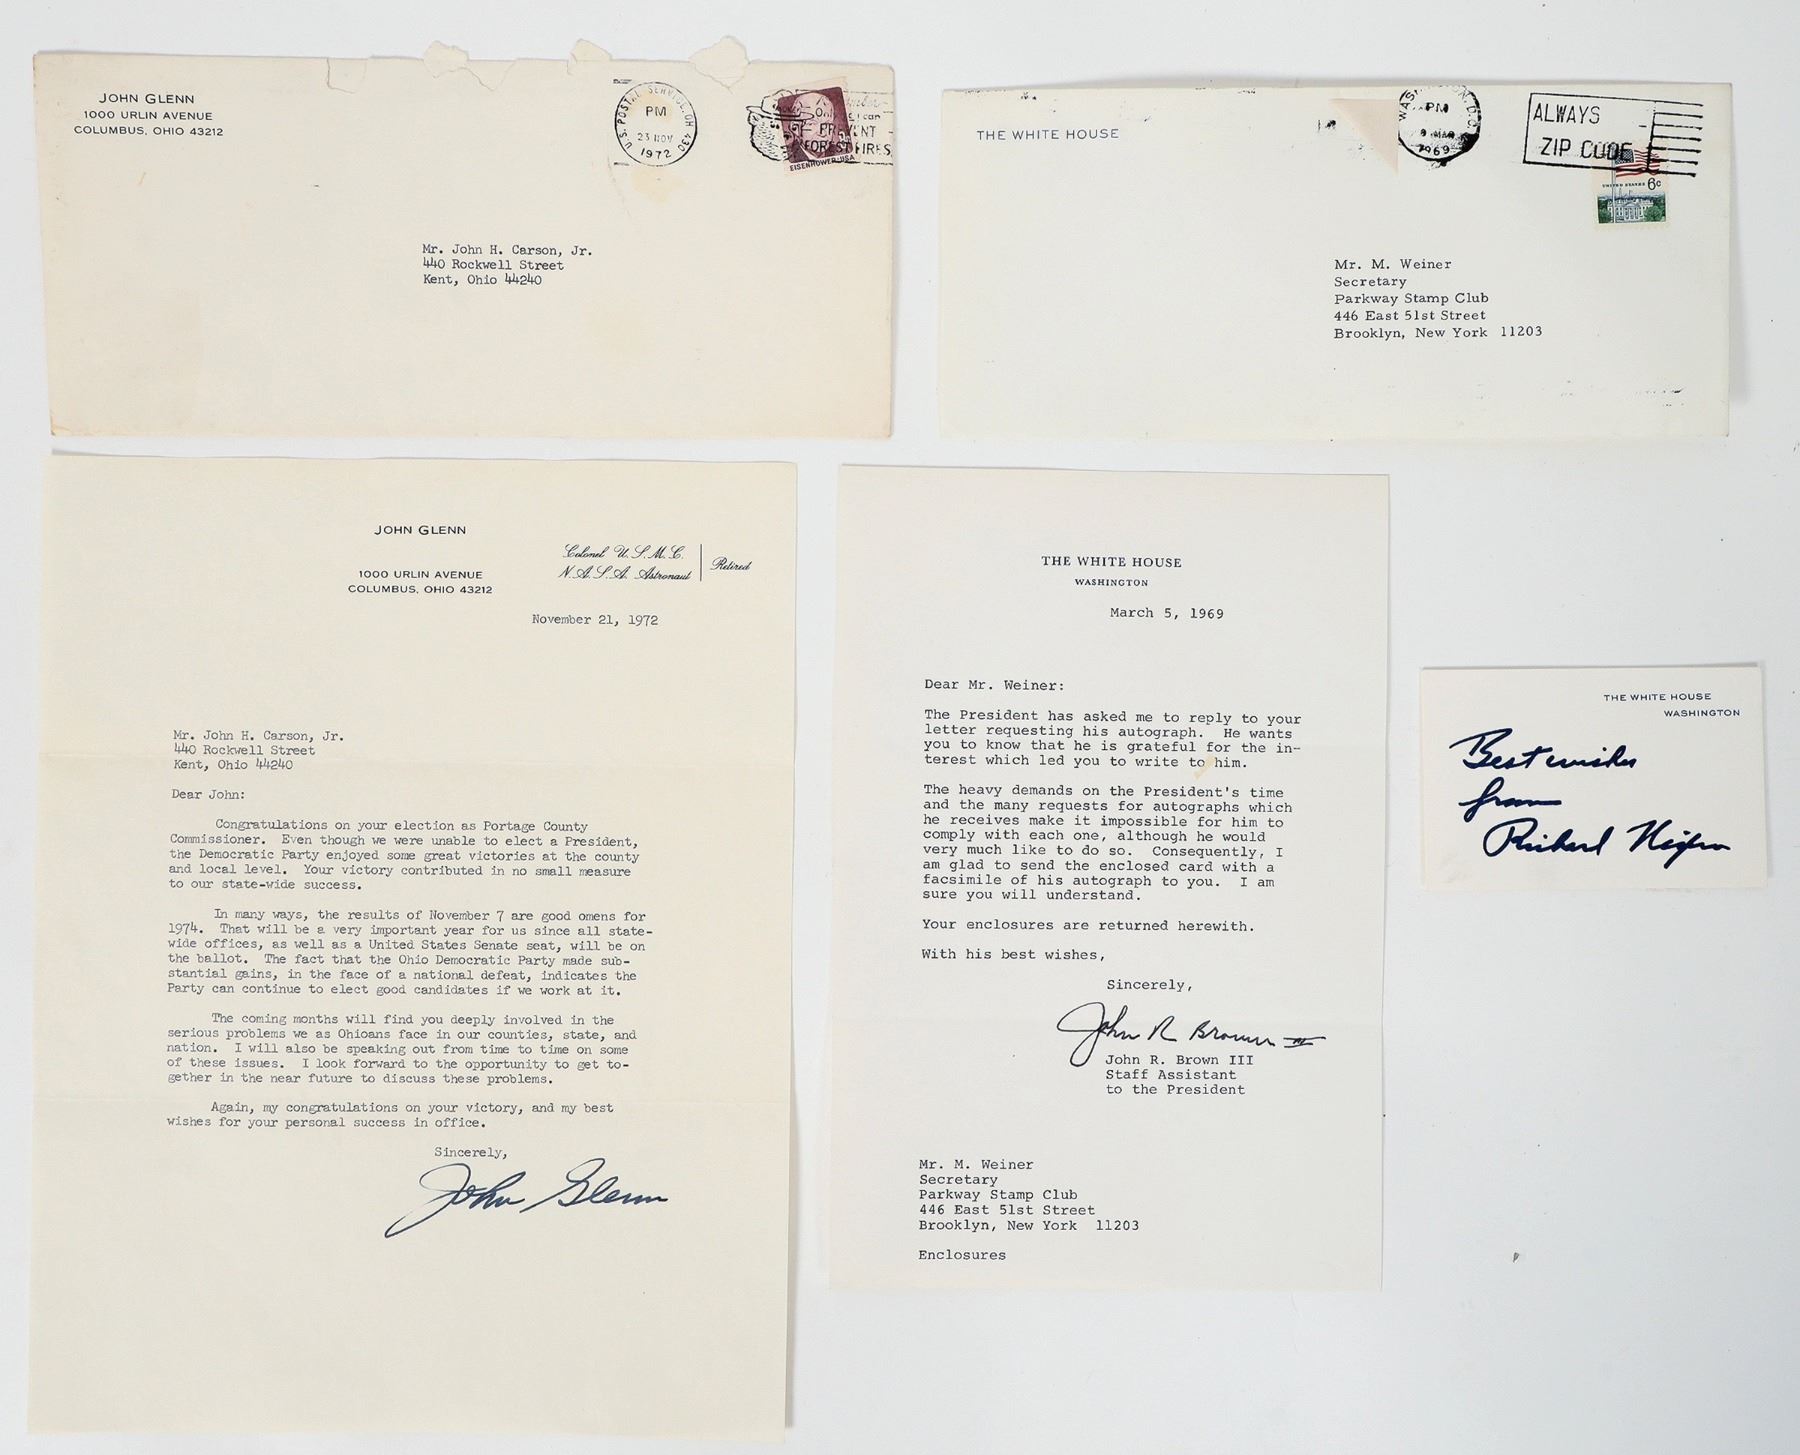 JOHN GLENN
1000 URLIN AVENUE
COLUMBUS, OHIO 43212
U.S. POSTAL SERVICE, OH 430
PM
23 NOV
1972
PREVENT
FOREST FIRES
EISENHOWER·USA
Mr. John H. Carson, Jr.
440 Rockwell Street
Kent, Ohio 44240
THE WHITE HOUSE
WASHINGTON, D.C.
PM
MAR
1969
ALWAYS
ZIP CODE
UNITED STATES 6c
Mr. M. Weiner
Secretary
Parkway Stamp Club
446 East 51st Street
Brooklyn, New York 11203
JOHN GLENN
1000 URLIN AVENUE
COLUMBUS, OHIO 43212
Colonel U.S.M.C.
N.A.S.A. Astronaut
Retired
November 21, 1972
Mr. John H. Carson, Jr.
440 Rockwell Street
Kent, Ohio 44240
Dear John:
Congratulations on your election as Portage County
Commissioner. Even though we were unable to elect a President,
the Democratic Party enjoyed some great victories at the county
and local level. Your victory contributed in no small measure
to our state-wide success.
In many ways, the results of November 7 are good omens for
1974. That will be a very important year for us since all state-
wide offices, as well as a United States Senate seat, will be on
the ballot. The fact that the Ohio Democratic Party made sub-
stantial gains, in the face of a national defeat, indicates the
Party can continue to elect good candidates if we work at it.
The coming months will find you deeply involved in the
serious problems we as Ohioans face in our counties, state, and
nation. I will also be speaking out from time to time on some
of these issues. I look forward to the opportunity to get to-
gether in the near future to discuss these problems.
Again, my congratulations on your victory, and my best
wishes for your personal success in office.
Sincerely,
John Glenn
THE WHITE HOUSE
WASHINGTON
March 5, 1969
Dear Mr. Weiner:
The President has asked me to reply to your
letter requesting his autograph. He wants
you to know that he is grateful for the in-
terest which led you to write to him.
The heavy demands on the President's time
and the many requests for autographs which
he receives make it impossible for him to
comply with each one, although he would
very much like to do so. Consequently, I
am glad to send the enclosed card with a
facsimile of his autograph to you. I am
sure you will understand.
Your enclosures are returned herewith.
With his best wishes,
Sincerely,
John R Brown III
John R. Brown III
Staff Assistant
to the President
Mr. M. Weiner
Secretary
Parkway Stamp Club
446 East 51st Street
Brooklyn, New York 11203
Enclosures
THE WHITE HOUSE
WASHINGTON
Best wishes
from
Richard Nixon